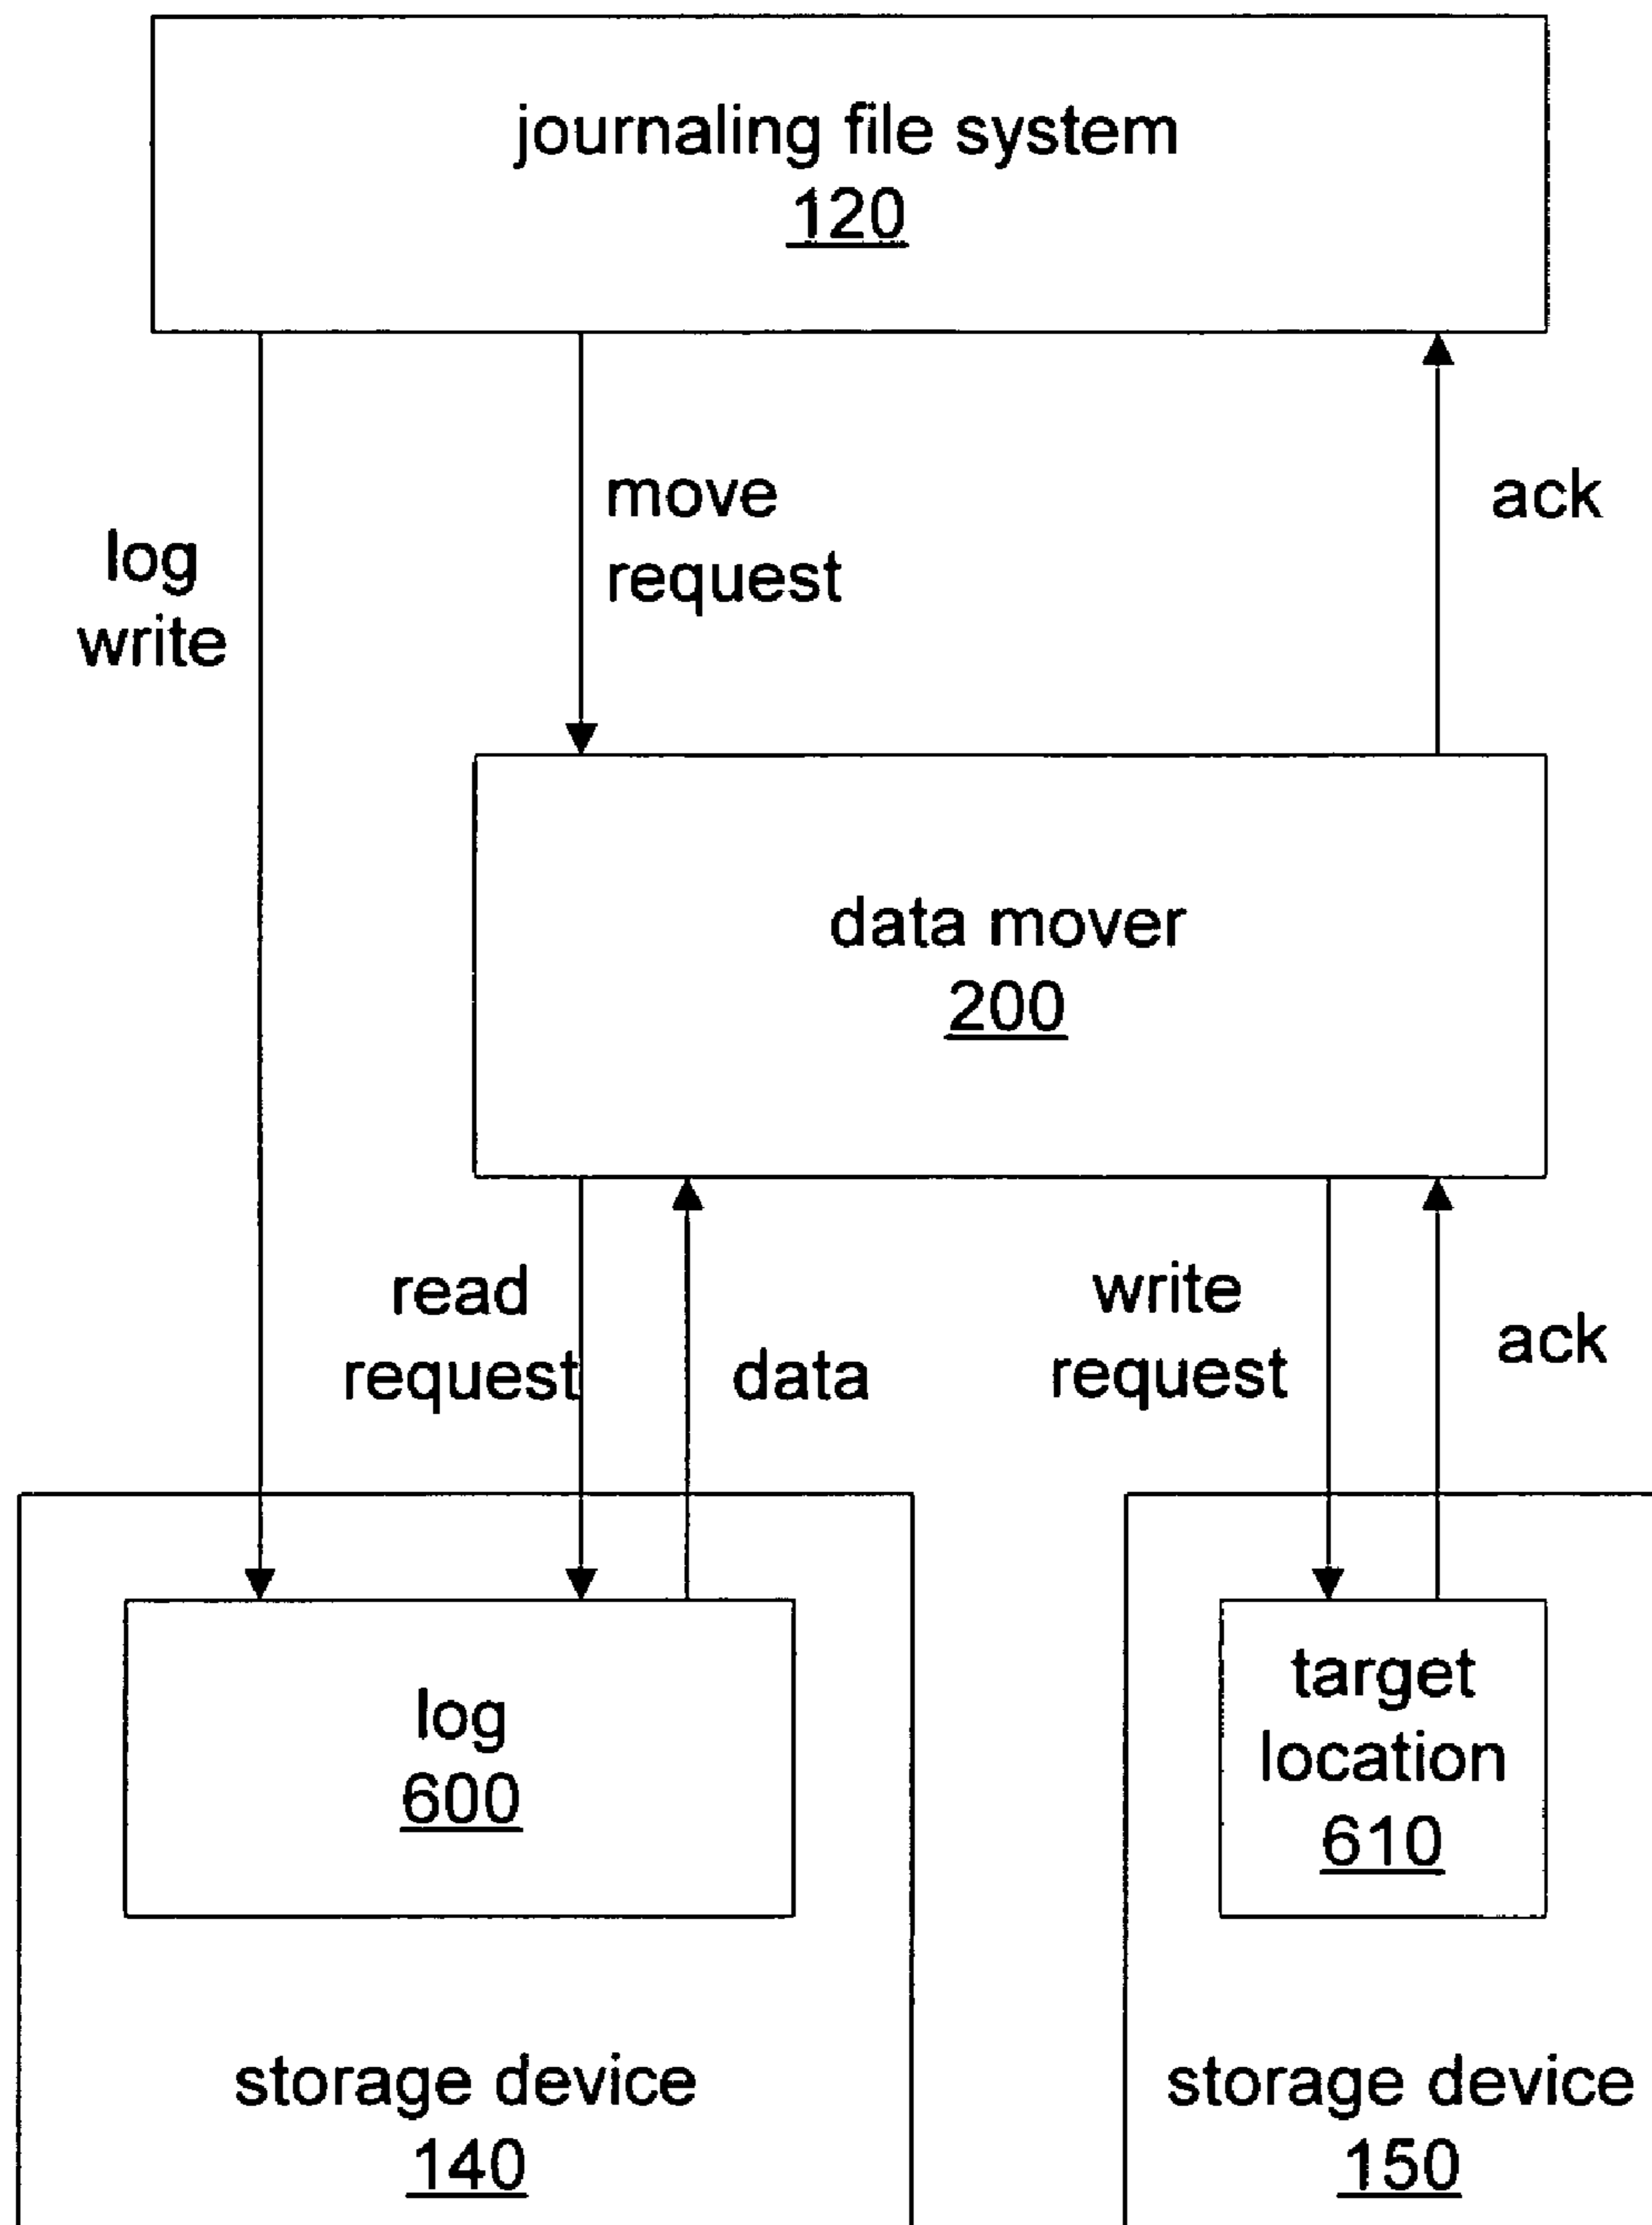 journaling file system
120
log
write
move
request
ack
data mover
200
read
request
data
write
request
ack
log
600
target
location
610
storage device
140
storage device
150